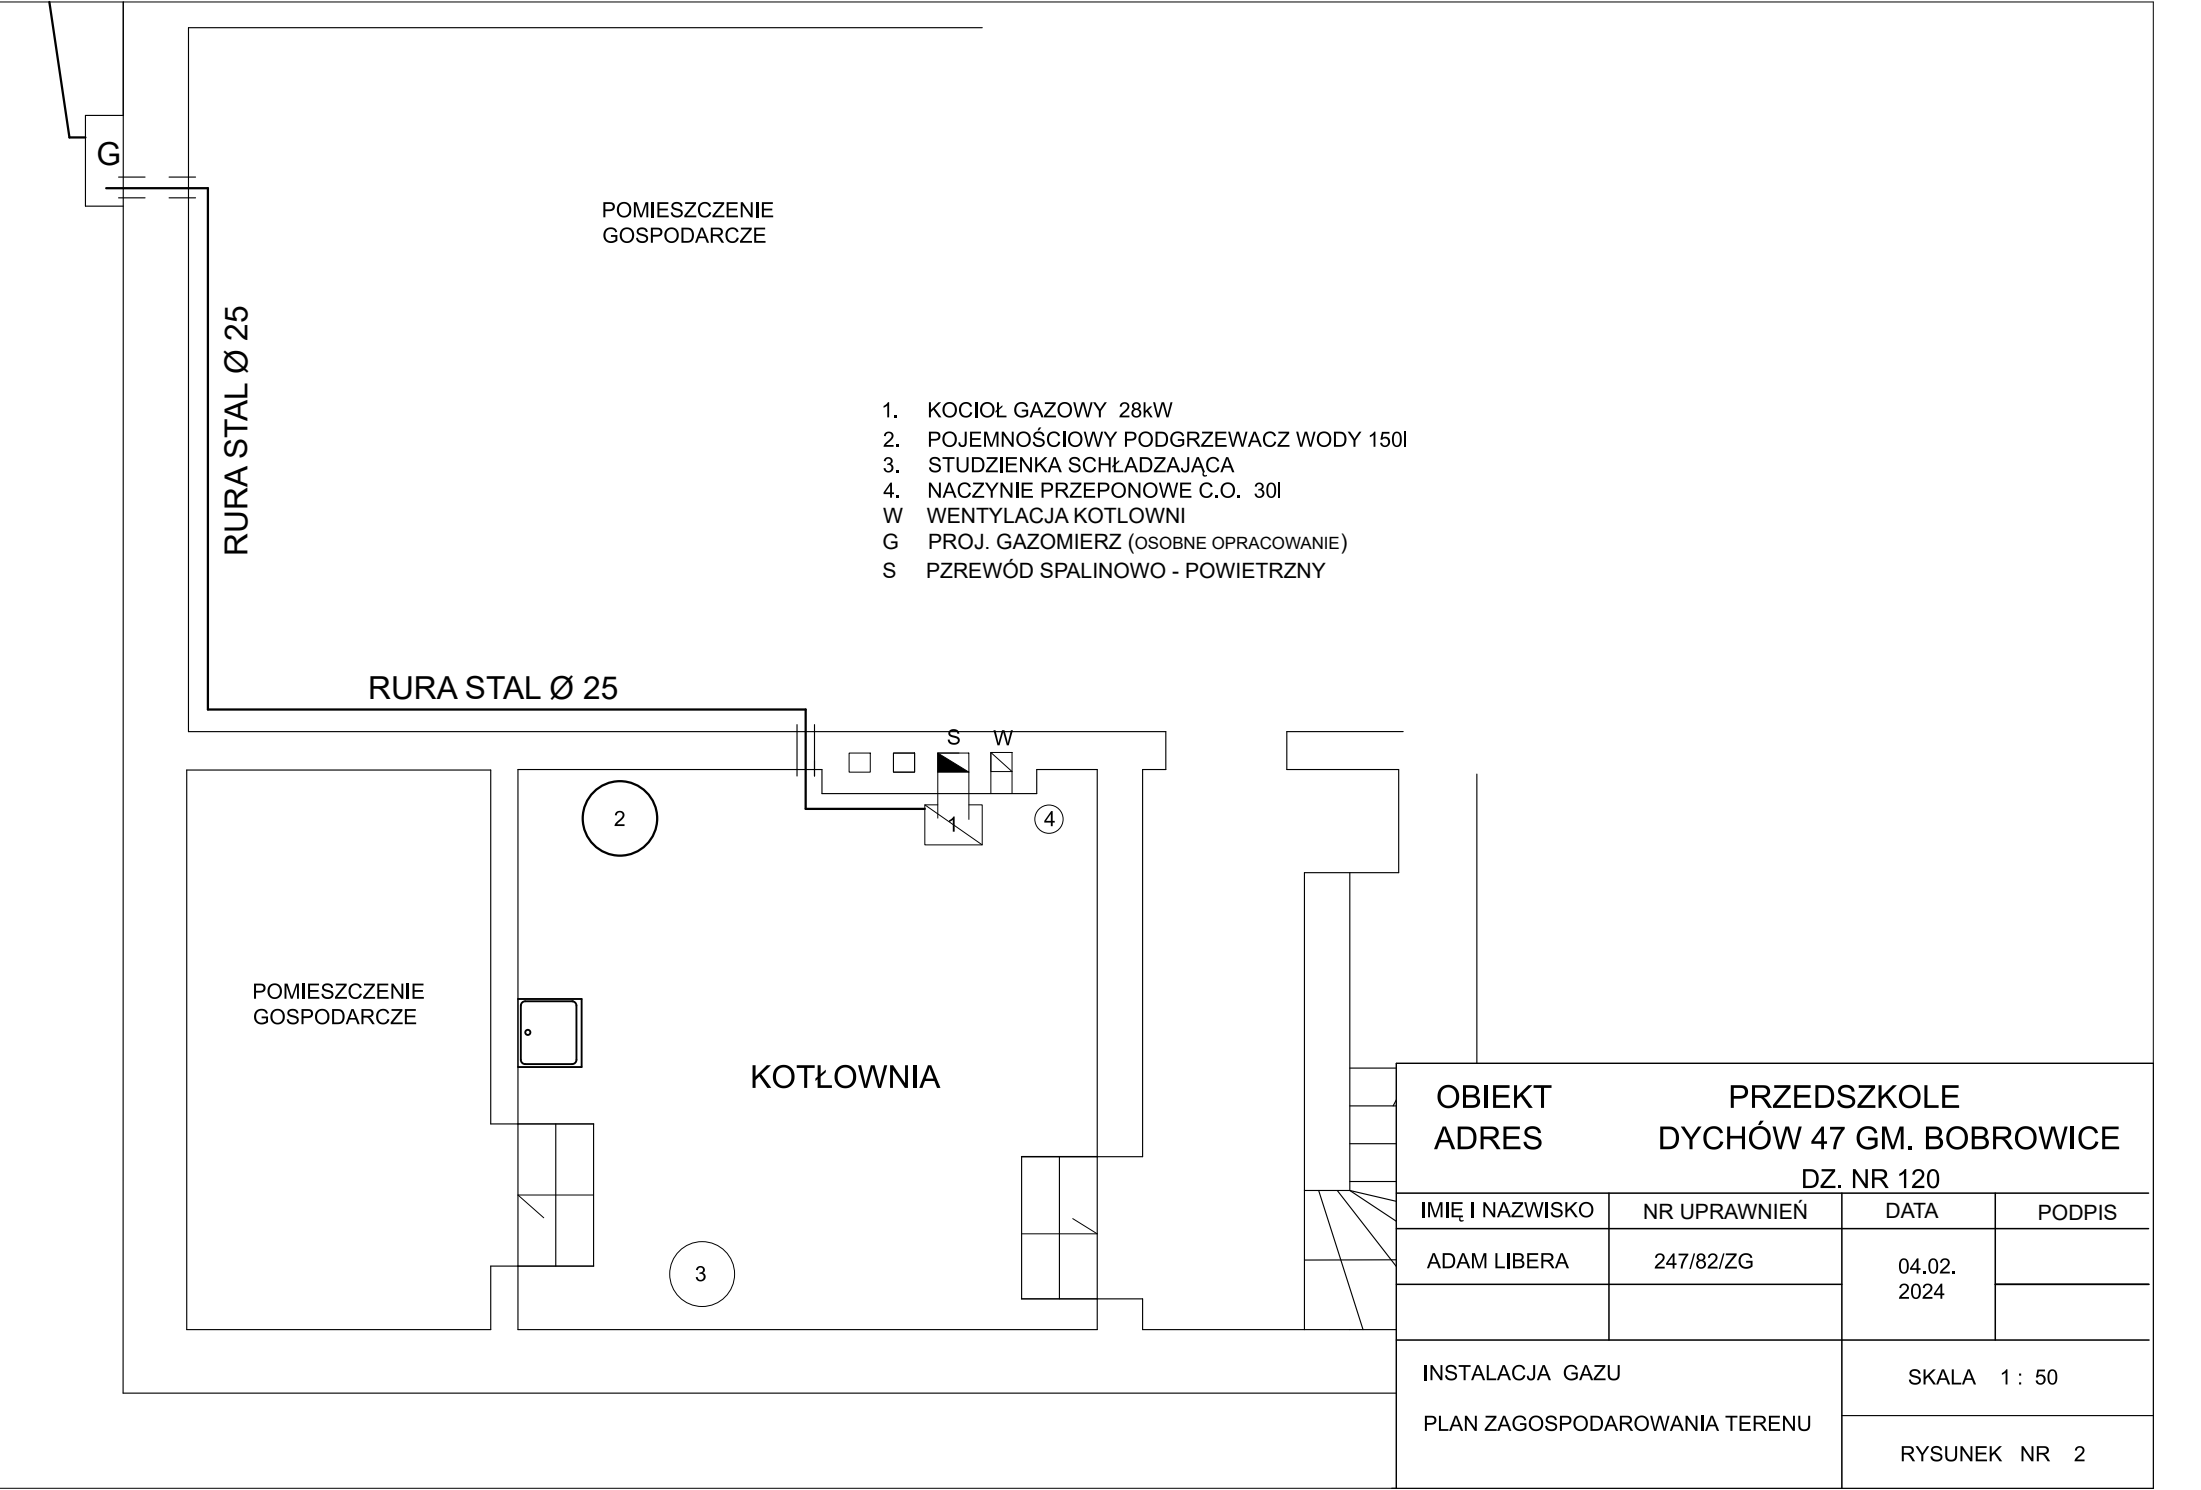 G
POMIESZCZENIE
GOSPODARCZE
RURA STAL Ø 25
1. KOCIOŁ GAZOWY 28kW
2. POJEMNOŚCIOWY PODGRZEWACZ WODY 150l
3. STUDZIENKA SCHŁADZAJĄCA
4. NACZYNIE PRZEPONOWE C.O. 30l
W WENTYLACJA KOTLOWNI
G PROJ. GAZOMIERZ (OSOBNE OPRACOWANIE)
S PZREWÓD SPALINOWO - POWIETRZNY
RURA STAL Ø 25
S W
2
1
4
POMIESZCZENIE
GOSPODARCZE
KOTŁOWNIA
3
OBIEKT PRZEDSZKOLE
ADRES DYCHÓW 47 GM. BOBROWICE
DZ. NR 120
IMIĘ I NAZWISKO NR UPRAWNIEŃ DATA PODPIS
ADAM LIBERA 247/82/ZG 04.02.
2024
INSTALACJA GAZU
SKALA 1 : 50
PLAN ZAGOSPODAROWANIA TERENU
RYSUNEK NR 2